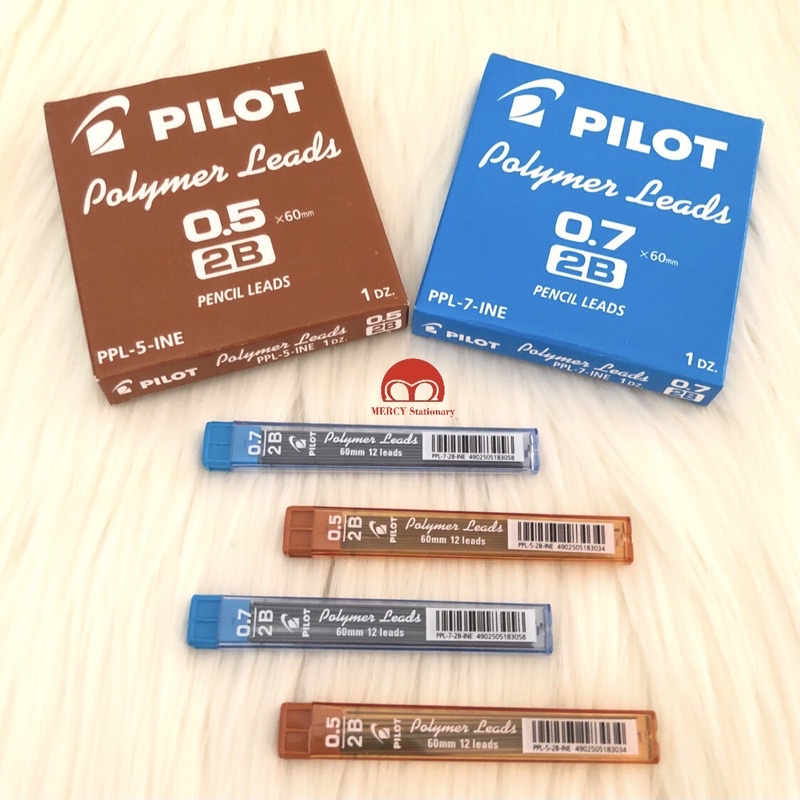 PILOT
Polymer Leads
0.5 ×60mm
2B
PENCIL LEADS
1 DZ.
PPL-5-INE
PILOT Polymer Leads 0.5
PPL-5-INE 1 DZ. 2B
PILOT
Polymer Leads
0.7 ×60mm
2B
PENCIL LEADS
PPL-7-INE
1 DZ.
PILOT Polymer Leads 0.7
PPL-7-INE 1 DZ. 2B
MERCY Stationary
0.7 2B PILOT Polymer Leads
60mm 12 leads
PPL-7-2B-INE 4902505183058
0.5 2B PILOT Polymer Leads
60mm 12 leads
PPL-5-2B-INE 4902505183034
0.7 2B PILOT Polymer Leads
60mm 12 leads
PPL-7-2B-INE 4902505183058
0.5 2B PILOT Polymer Leads
60mm 12 leads
PPL-5-2B-INE 4902505183034